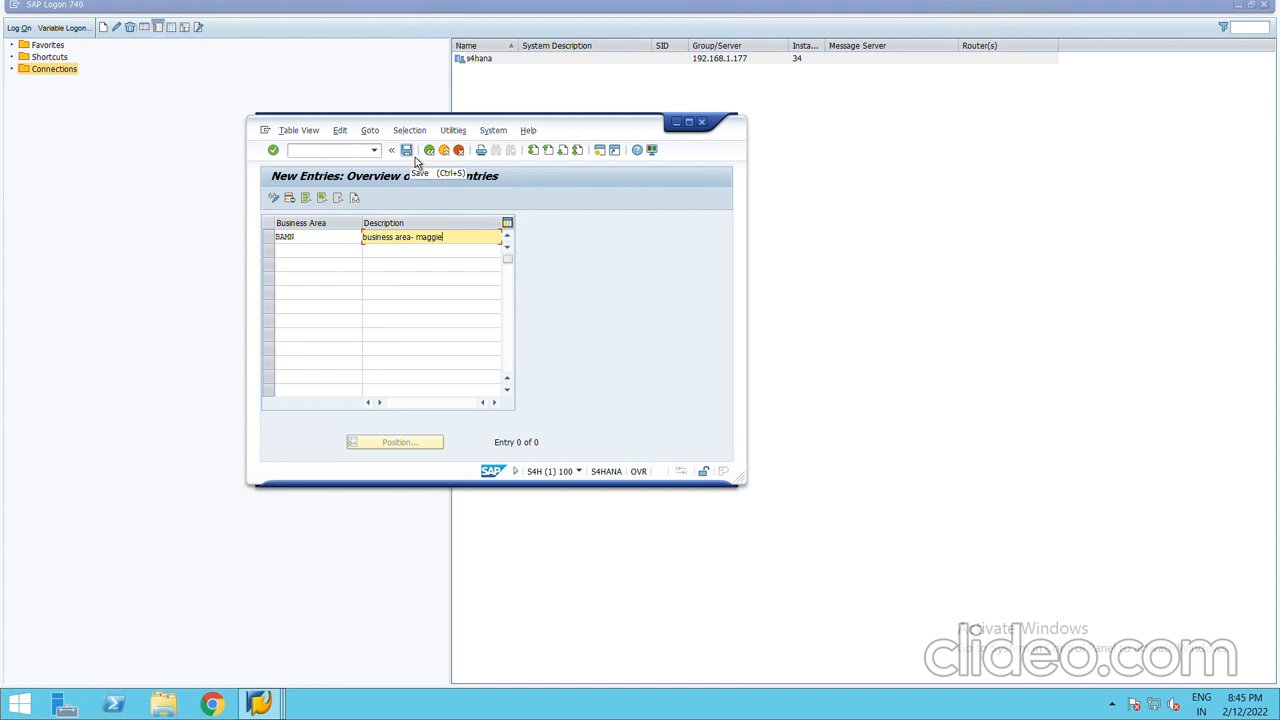 SAP Logon 740
Log On Variable Logon...
Favorites
Shortcuts
Connections
Name System Description SID Group/Server Insta... Message Server Router(s)
s4hana 192.168.1.177 34
Table View Edit Goto Selection Utilities System Help
Save (Ctrl+S)
New Entries: Overview o entries
Business Area Description
BAMN business area- maggie
Position... Entry 0 of 0
SAP S4H (1) 100 S4HANA OVR
Activate Windows
clideo.com
ENG 8:45 PM
IN 2/12/2022